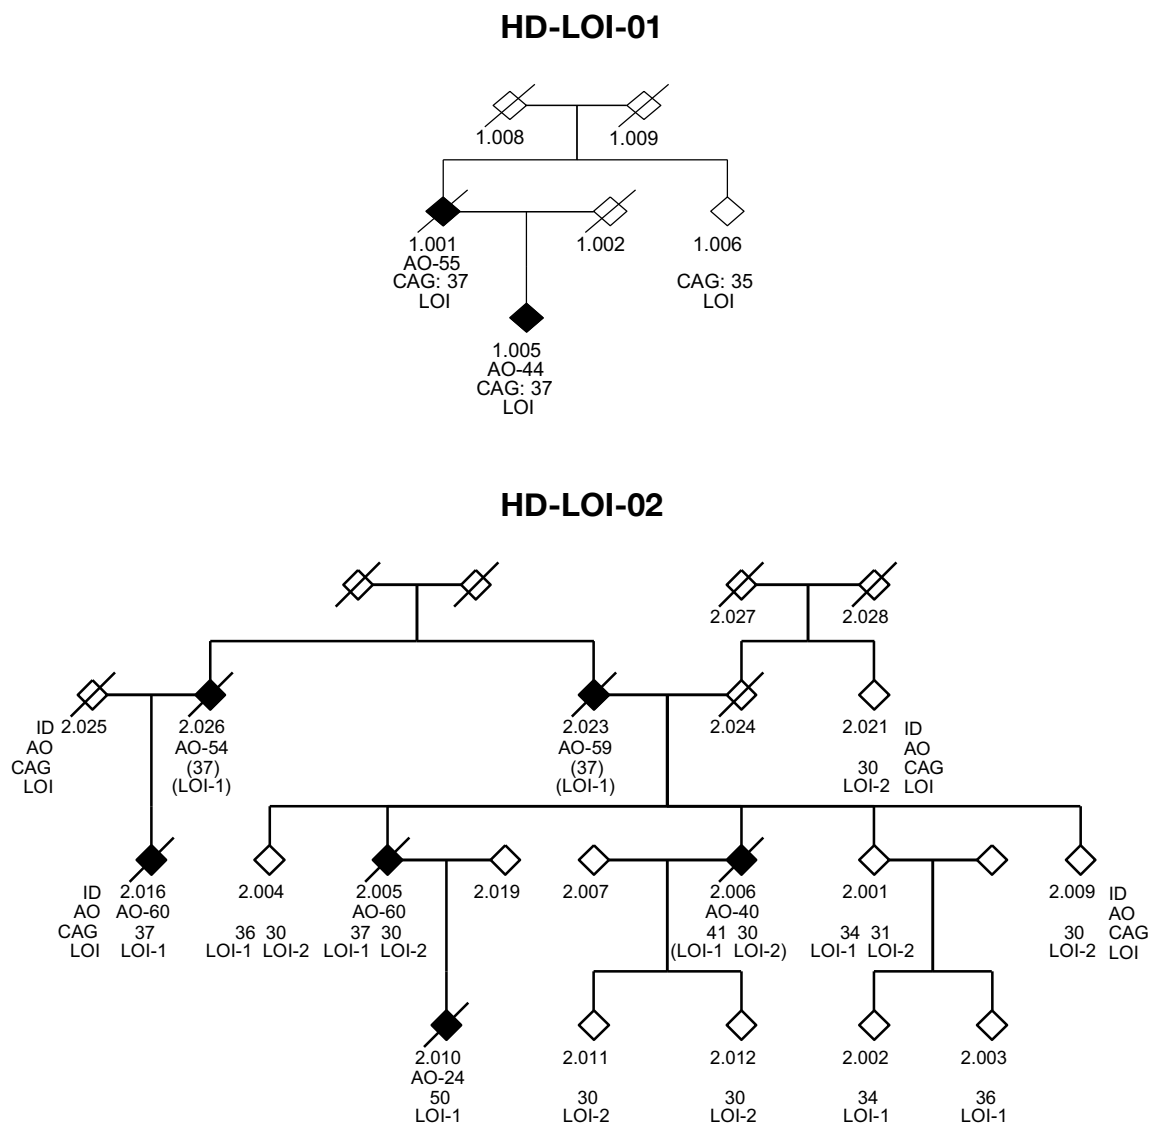 HD-LOI-01
1.008 1.009
1.001 1.002 1.006
AO-55
CAG: 37 CAG: 35
LOI LOI
1.005
AO-44
CAG: 37
LOI
HD-LOI-02
2.027 2.028
ID 2.025 2.026 2.023 2.024 2.021 ID
AO AO-54 AO-59 AO
CAG (37) (37) 30 CAG
LOI (LOI-1) (LOI-1) LOI-2 LOI
ID 2.016 2.004 2.005 2.019 2.007 2.006 2.001 2.009 ID
AO AO-60 AO-60 AO-40 AO
CAG 37 36 30 37 30 41 30 34 31 30 CAG
LOI LOI-1 LOI-1 LOI-2 LOI-1 LOI-2 (LOI-1 LOI-2) LOI-1 LOI-2 LOI-2 LOI
2.010 2.011 2.012 2.002 2.003
AO-24
50 30 30 34 36
LOI-1 LOI-2 LOI-2 LOI-1 LOI-1